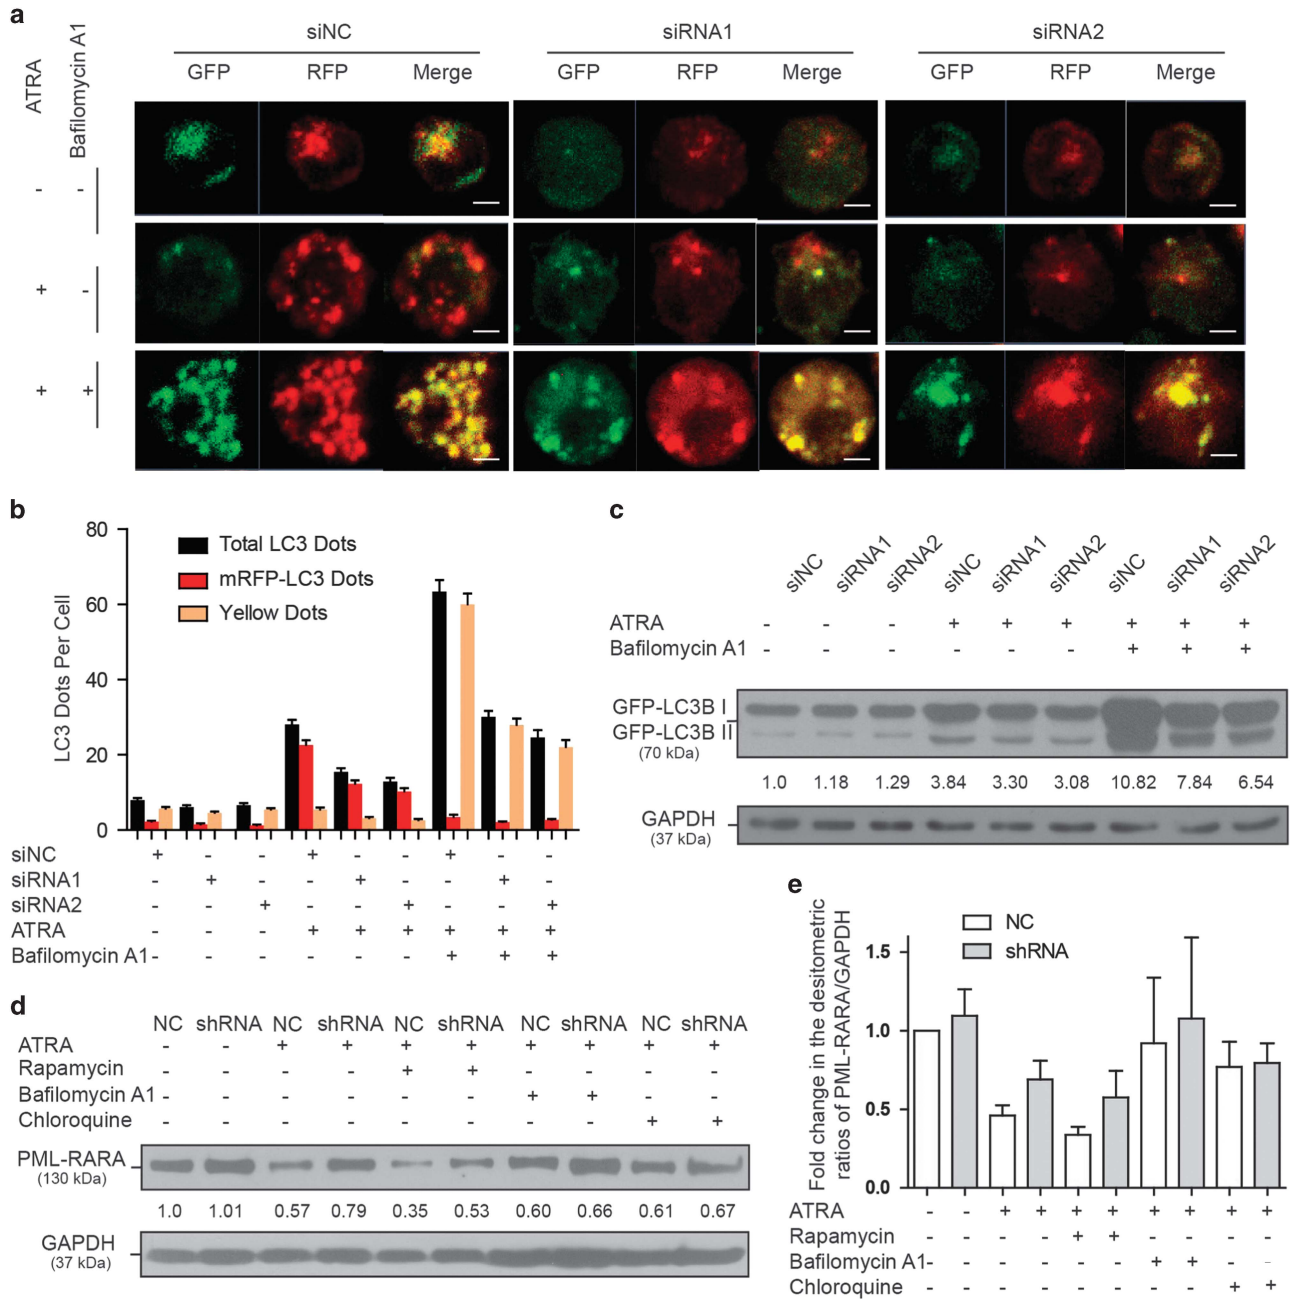 a
siNC siRNA1 siRNA2
ATRA
Bafilomycin A1
GFP RFP Merge GFP RFP Merge GFP RFP Merge
- -
+ -
+ +
b
80
60
40
20
0
LC3 Dots Per Cell
Total LC3 Dots
mRFP-LC3 Dots
Yellow Dots
siNC + - - + - - + - -
siRNA1 - + - - + - - + -
siRNA2 - - + - - + - - +
ATRA - - - + + + + + +
Bafilomycin A1 - - - - - - + + +
c
siNC siRNA1 siRNA2 siNC siRNA1 siRNA2 siNC siRNA1 siRNA2
ATRA - - - + + + + + +
Bafilomycin A1 - - - - - - + + +
GFP-LC3B I
GFP-LC3B II
(70 kDa)
1.0 1.18 1.29 3.84 3.30 3.08 10.82 7.84 6.54
GAPDH
(37 kDa)
d
NC shRNA NC shRNA NC shRNA NC shRNA NC shRNA
ATRA - - + + + + + + + +
Rapamycin - - - - + + - - - -
Bafilomycin A1 - - - - - - + + - -
Chloroquine - - - - - - - - + +
PML-RARA
(130 kDa)
1.0 1.01 0.57 0.79 0.35 0.53 0.60 0.66 0.61 0.67
GAPDH
(37 kDa)
e
Fold change in the desitometric
ratios of PML-RARA/GAPDH
NC
shRNA
1.5
1.0
0.5
0.0
ATRA - - + + + + + + + +
Rapamycin - - - - + + - - - -
Bafilomycin A1 - - - - - - + + - -
Chloroquine - - - - - - - - + +